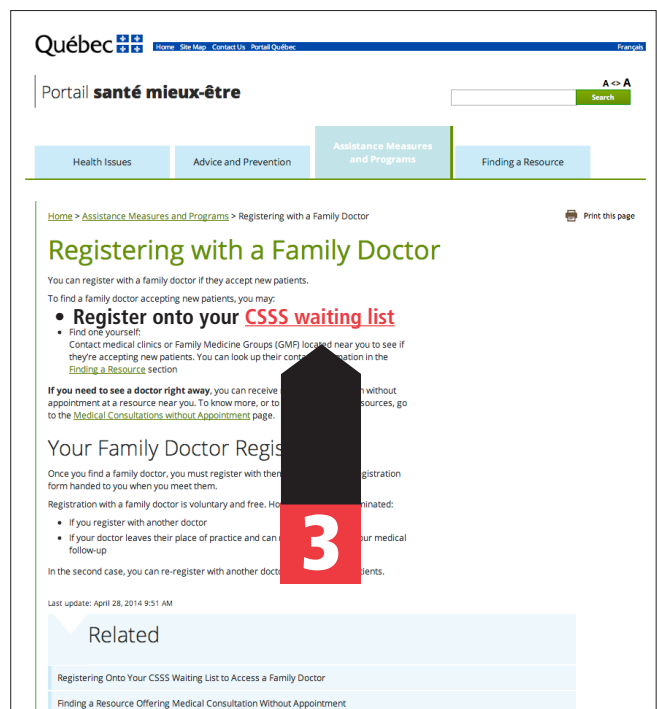 Québec
Home Site Map Contact Us Portail Québec Français
Portail santé mieux-être
A <> A
Search
Health Issues
Advice and Prevention
Assistance Measures
and Programs
Finding a Resource
Home > Assistance Measures and Programs > Registering with a Family Doctor
Print this page
Registering with a Family Doctor
You can register with a family doctor if they accept new patients.
To find a family doctor accepting new patients, you may:
• Register onto your CSSS waiting list
• Find one yourself:
Contact medical clinics or Family Medicine Groups (GMF) located near you to see if
they're accepting new patients. You can look up their information in the
Finding a Resource section
If you need to see a doctor right away, you can receive without
appointment at a resource near you. To know more, or to go
to the Medical Consultations without Appointment page.
Your Family Doctor
Once you find a family doctor, you must register with
form handed to you when you meet them.
Registration with a family doctor is voluntary and free.
• If you register with another doctor
• If your doctor leaves their place of practice and can medical
follow-up
In the second case, you can re-register with another
Last update: April 28, 2014 9:51 AM
3
Related
Registering Onto Your CSSS Waiting List to Access a Family Doctor
Finding a Resource Offering Medical Consultation Without Appointment